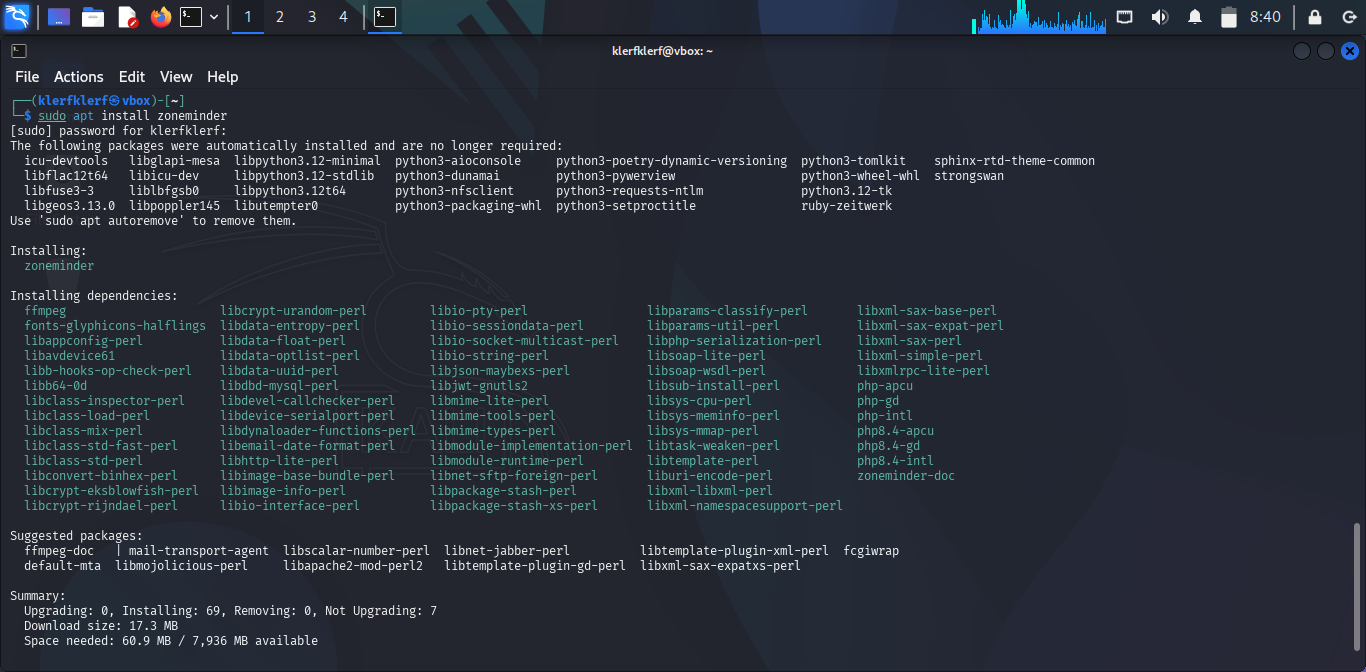 1 2 3 4 8:40
klerfklerf@vbox: ~
File Actions Edit View Help
┌──(klerfklerf㉿vbox)-[~]
└─$ sudo apt install zoneminder
[sudo] password for klerfklerf:
The following packages were automatically installed and are no longer required:
icu-devtools libglapi-mesa libpython3.12-minimal python3-aioconsole python3-poetry-dynamic-versioning python3-tomlkit sphinx-rtd-theme-common
libflac12t64 libicu-dev libpython3.12-stdlib python3-dunamai python3-pywerview python3-wheel-whl strongswan
libfuse3-3 liblbfgsb0 libpython3.12t64 python3-nfsclient python3-requests-ntlm python3.12-tk
libgeos3.13.0 libpoppler145 libutempter0 python3-packaging-whl python3-setproctitle ruby-zeitwerk
Use 'sudo apt autoremove' to remove them.
Installing:
zoneminder
Installing dependencies:
ffmpeg libcrypt-urandom-perl libio-pty-perl libparams-classify-perl libxml-sax-base-perl
fonts-glyphicons-halflings libdata-entropy-perl libio-sessiondata-perl libparams-util-perl libxml-sax-expat-perl
libappconfig-perl libdata-float-perl libio-socket-multicast-perl libphp-serialization-perl libxml-sax-perl
libavdevice61 libdata-optlist-perl libio-string-perl libsoap-lite-perl libxml-simple-perl
libb-hooks-op-check-perl libdata-uuid-perl libjson-maybexs-perl libsoap-wsdl-perl libxmlrpc-lite-perl
libb64-0d libdbd-mysql-perl libjwt-gnutls2 libsub-install-perl php-apcu
libclass-inspector-perl libdevel-callchecker-perl libmime-lite-perl libsys-cpu-perl php-gd
libclass-load-perl libdevice-serialport-perl libmime-tools-perl libsys-meminfo-perl php-intl
libclass-mix-perl libdynaloader-functions-perl libmime-types-perl libsys-mmap-perl php8.4-apcu
libclass-std-fast-perl libemail-date-format-perl libmodule-implementation-perl libtask-weaken-perl php8.4-gd
libclass-std-perl libhttp-lite-perl libmodule-runtime-perl libtemplate-perl php8.4-intl
libconvert-binhex-perl libimage-base-bundle-perl libnet-sftp-foreign-perl liburi-encode-perl zoneminder-doc
libcrypt-eksblowfish-perl libimage-info-perl libpackage-stash-perl libxml-libxml-perl
libcrypt-rijndael-perl libio-interface-perl libpackage-stash-xs-perl libxml-namespacesupport-perl
Suggested packages:
ffmpeg-doc | mail-transport-agent libscalar-number-perl libnet-jabber-perl libtemplate-plugin-xml-perl fcgiwrap
default-mta libmojolicious-perl libapache2-mod-perl2 libtemplate-plugin-gd-perl libxml-sax-expatxs-perl
Summary:
Upgrading: 0, Installing: 69, Removing: 0, Not Upgrading: 7
Download size: 17.3 MB
Space needed: 60.9 MB / 7,936 MB available